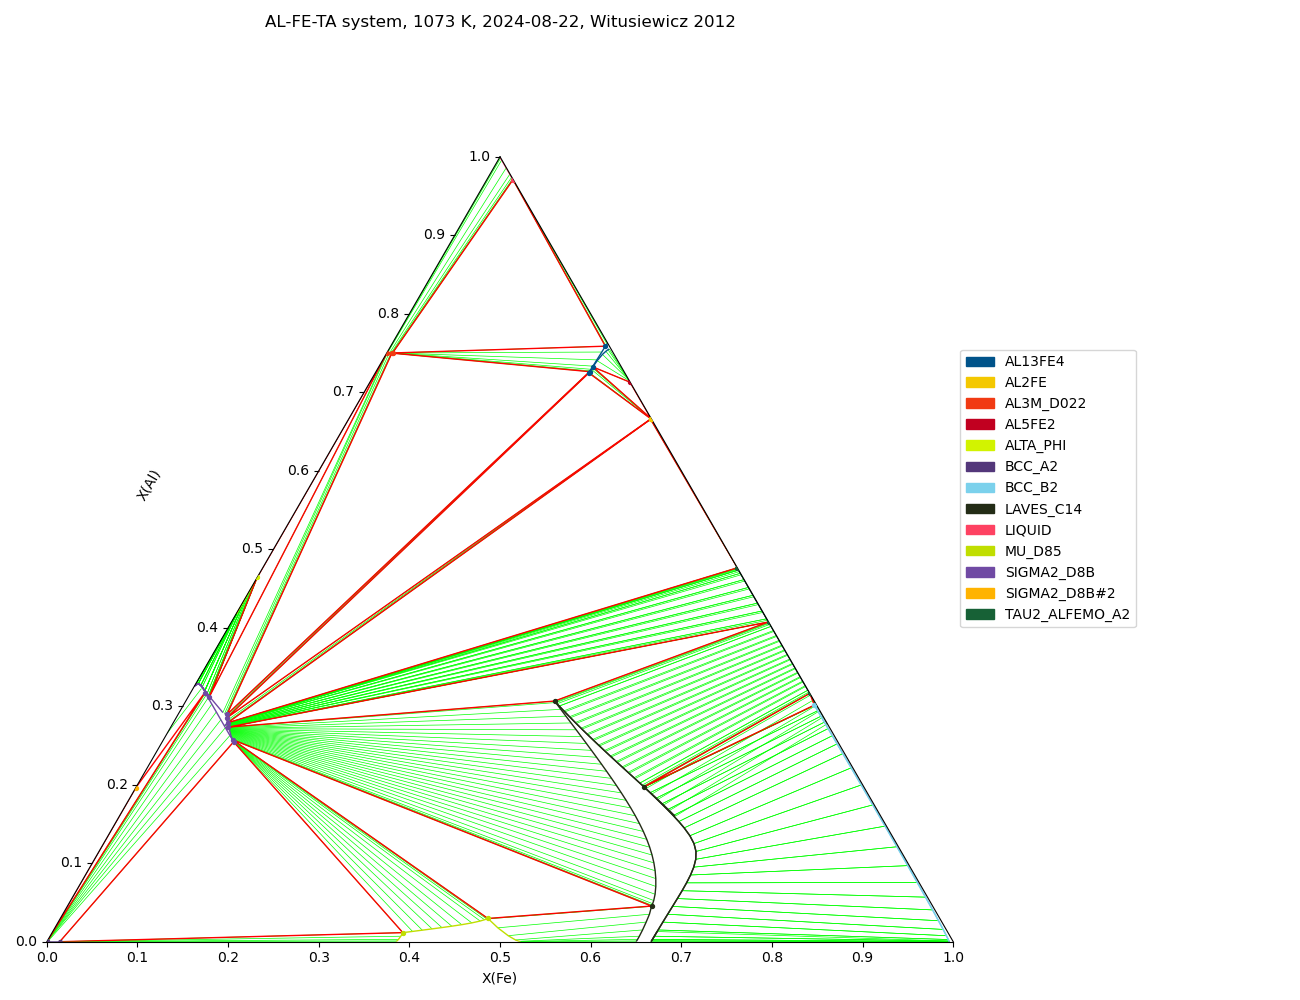 AL-FE-TA system, 1073 K, 2024-08-22, Witusiewicz 2012
1.0
0.9
0.8
0.7
0.6
0.5
0.4
0.3
0.2
0.1
0.0
X(Al)
0.0 0.1 0.2 0.3 0.4 0.5 0.6 0.7 0.8 0.9 1.0
X(Fe)
AL13FE4
AL2FE
AL3M_D022
AL5FE2
ALTA_PHI
BCC_A2
BCC_B2
LAVES_C14
LIQUID
MU_D85
SIGMA2_D8B
SIGMA2_D8B#2
TAU2_ALFEMO_A2